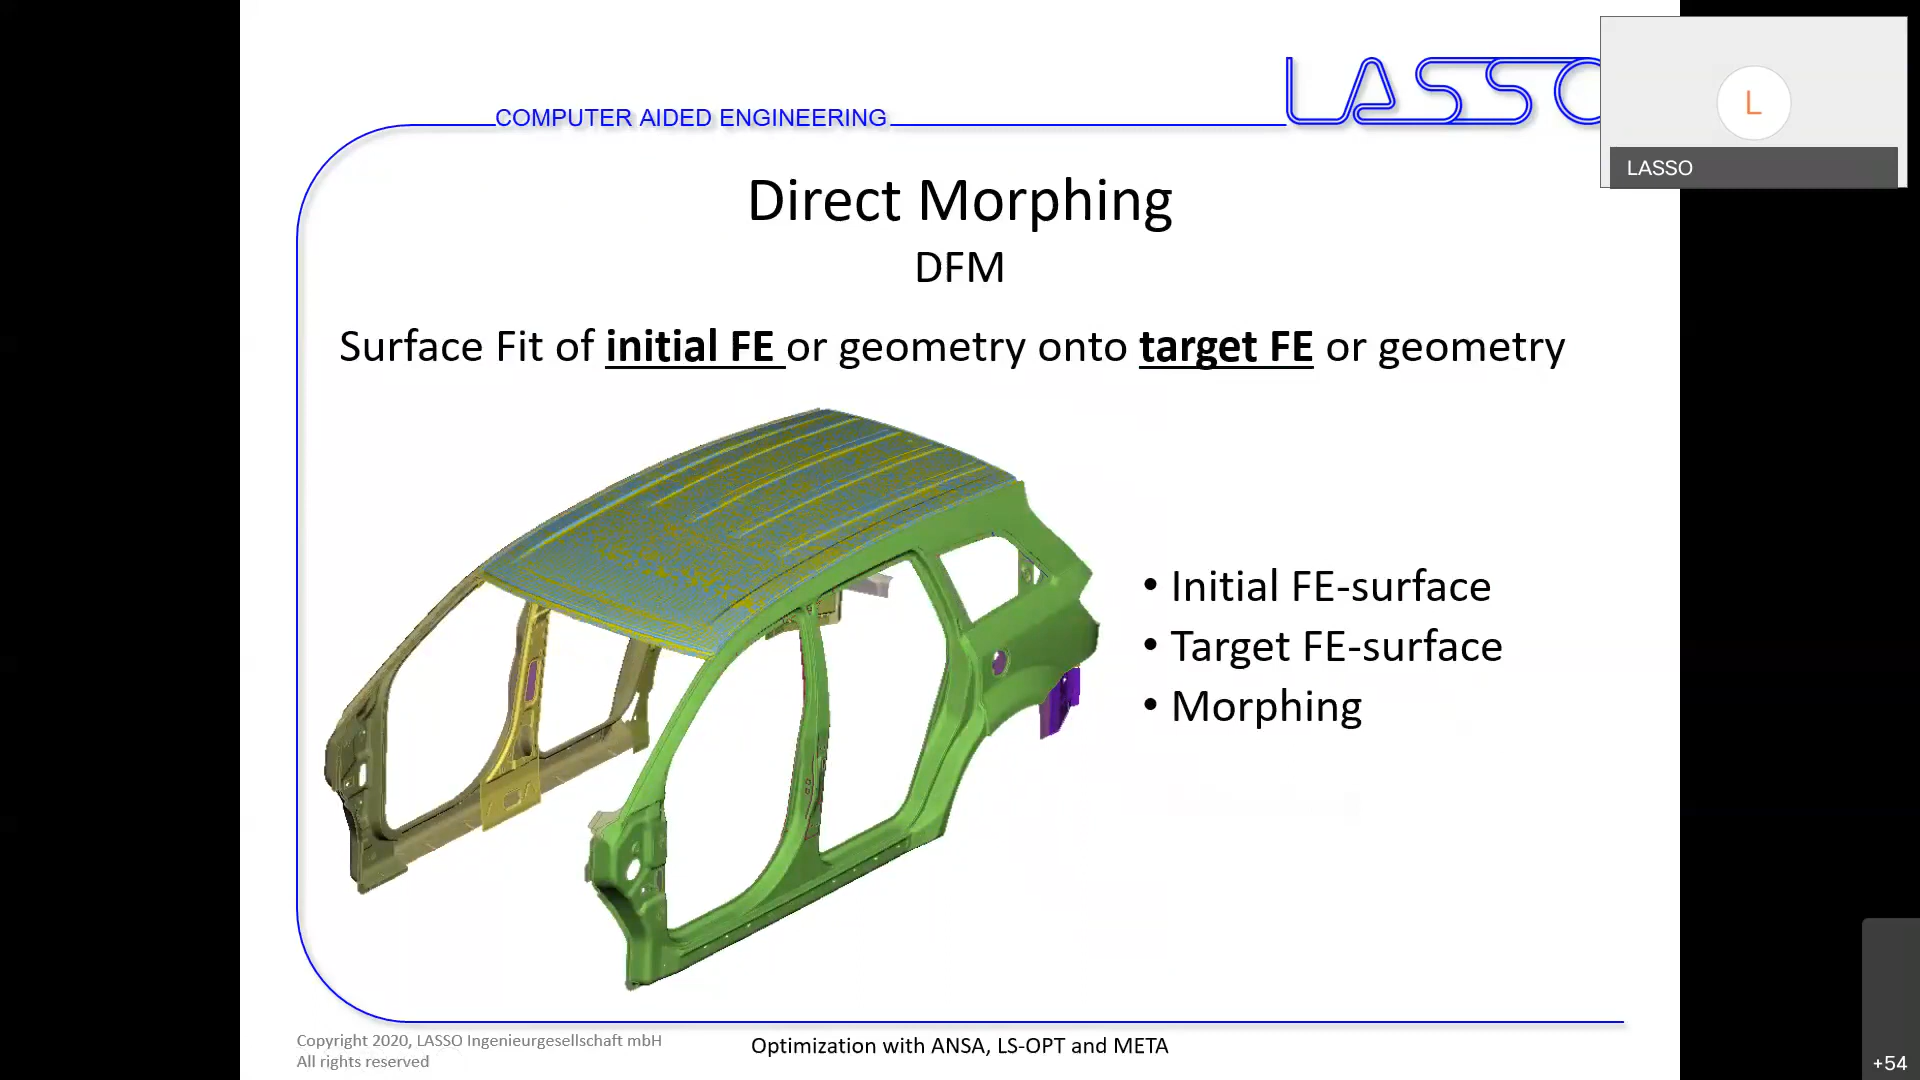 COMPUTER AIDED ENGINEERING
LASSO
L
LASSO
Direct Morphing
DFM
Surface Fit of initial FE or geometry onto target FE or geometry
• Initial FE-surface
• Target FE-surface
• Morphing
Copyright 2020, LASSO Ingenieurgesellschaft mbH
All rights reserved
Optimization with ANSA, LS-OPT and META
+54